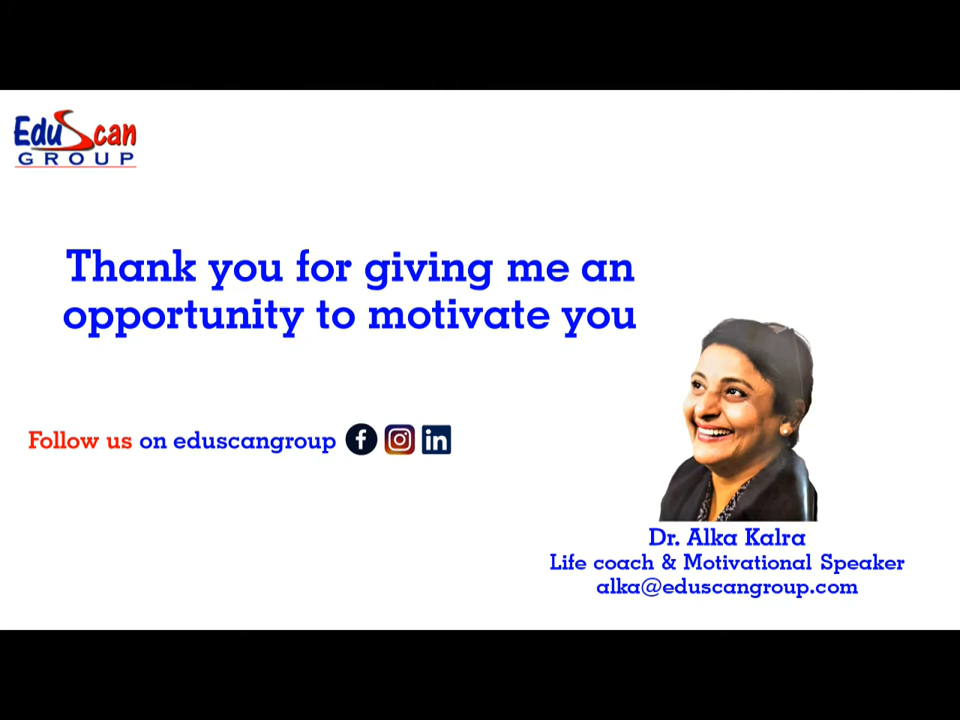 EduScan
GROUP
Thank you for giving me an
opportunity to motivate you
Follow us on eduscangroup
Dr. Alka Kalra
Life coach & Motivational Speaker
alka@eduscangroup.com